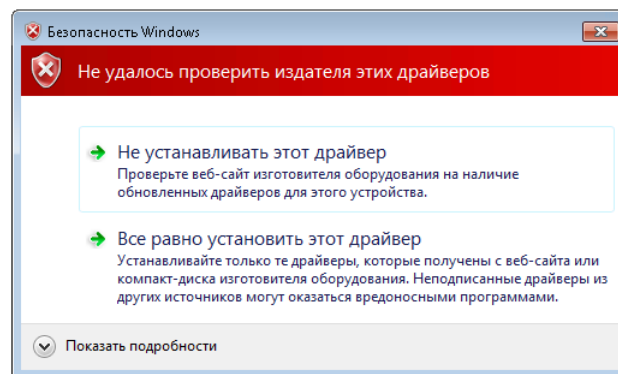 Безопасность Windows
Не удалось проверить издателя этих драйверов
Не устанавливать этот драйвер
Проверьте веб-сайт изготовителя оборудования на наличие
обновленных драйверов для этого устройства.
Все равно установить этот драйвер
Устанавливайте только те драйверы, которые получены с веб-сайта или
компакт-диска изготовителя оборудования. Неподписанные драйверы из
других источников могут оказаться вредоносными программами.
Показать подробности